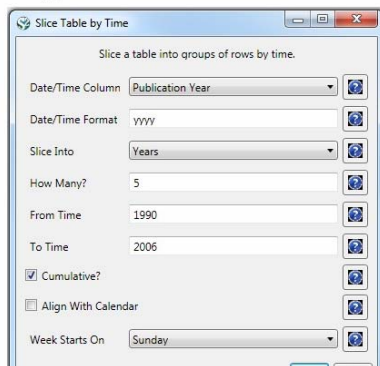 Slice Table by Time
Slice a table into groups of rows by time.
Date/Time Column Publication Year
Date/Time Format yyyy
Slice Into Years
How Many? 5
From Time 1990
To Time 2006
Cumulative?
Align With Calendar
Week Starts On Sunday